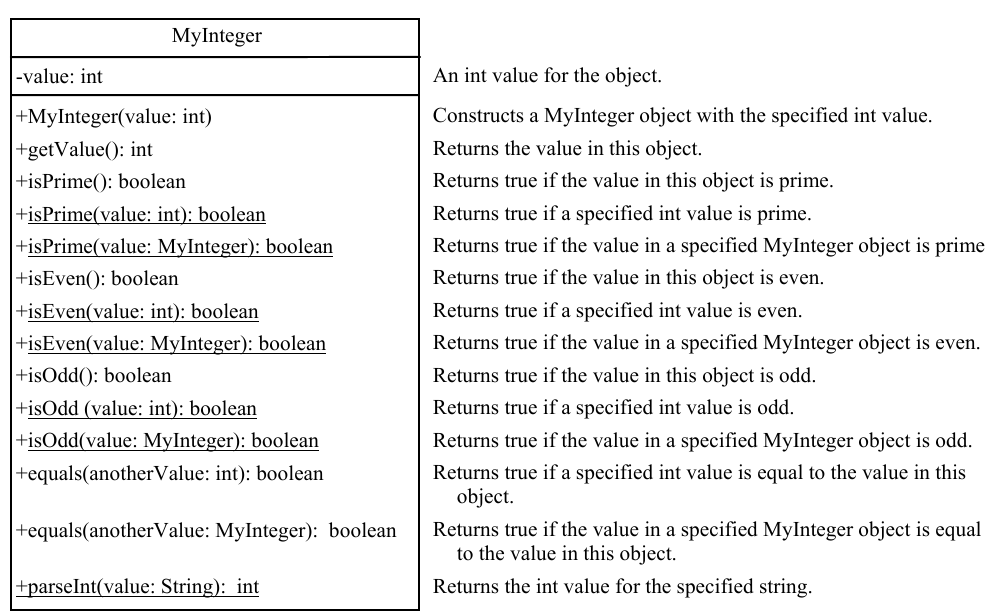 MyInteger
-value: int An int value for the object.
+MyInteger(value: int) Constructs a MyInteger object with the specified int value.
+getValue(): int Returns the value in this object.
+isPrime(): boolean Returns true if the value in this object is prime.
+isPrime(value: int): boolean Returns true if a specified int value is prime.
+isPrime(value: MyInteger): boolean Returns true if the value in a specified MyInteger object is prime
+isEven(): boolean Returns true if the value in this object is even.
+isEven(value: int): boolean Returns true if a specified int value is even.
+isEven(value: MyInteger): boolean Returns true if the value in a specified MyInteger object is even.
+isOdd(): boolean Returns true if the value in this object is odd.
+isOdd (value: int): boolean Returns true if a specified int value is odd.
+isOdd(value: MyInteger): boolean Returns true if the value in a specified MyInteger object is odd.
+equals(anotherValue: int): boolean Returns true if a specified int value is equal to the value in this
object.
+equals(anotherValue: MyInteger): boolean Returns true if the value in a specified MyInteger object is equal
to the value in this object.
+parseInt(value: String): int Returns the int value for the specified string.